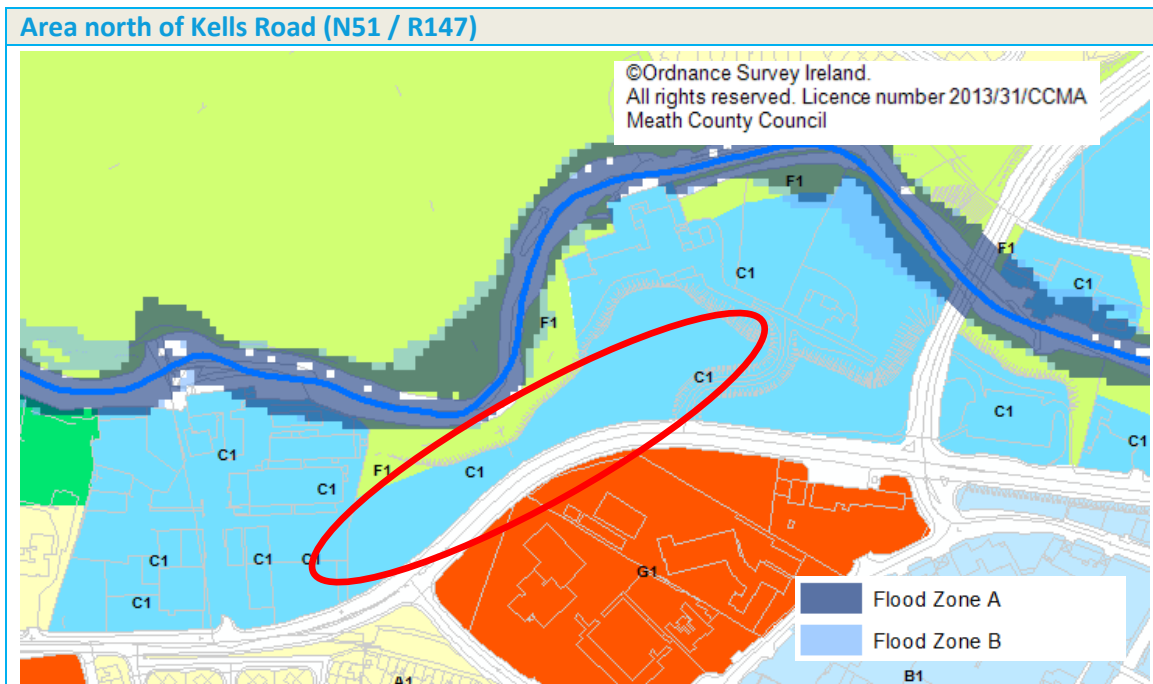 Area north of Kells Road (N51 / R147)
©Ordnance Survey Ireland.
All rights reserved. Licence number 2013/31/CCMA
Meath County Council
F1
F1
C1
C1
F1
C1
C1
C1
C1
F1
C1
C1
C1
C1
C1
C1
G1
C1
Flood Zone A
Flood Zone B
A1
B1